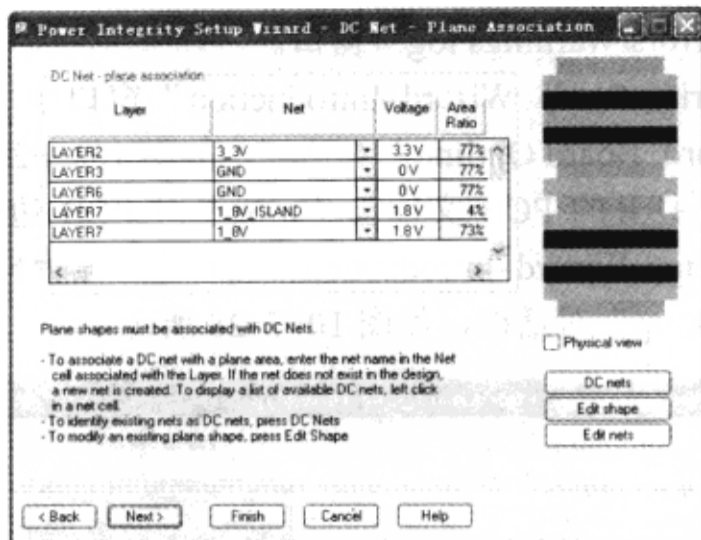 Power Integrity Setup Wizard - DC Net - Plane Association
DC Net - plane association
Layer Net Voltage Area Ratio
LAYER2 3_3V 3.3 V 77%
LAYER3 GND 0 V 77%
LAYER6 GND 0 V 77%
LAYER7 1_8V_ISLAND 1.8 V 4%
LAYER7 1_8V 1.8 V 73%
Plane shapes must be associated with DC Nets.
- To associate a DC net with a plane area, enter the net name in the Net
cell associated with the Layer. If the net does not exist in the design,
a new net is created. To display a list of available DC nets, left click
in a net cell.
- To identify existing nets as DC nets, press DC Nets
- To modify an existing plane shape, press Edit Shape
Physical view
DC nets
Edit shape
Edit nets
< Back Next > Finish Cancel Help